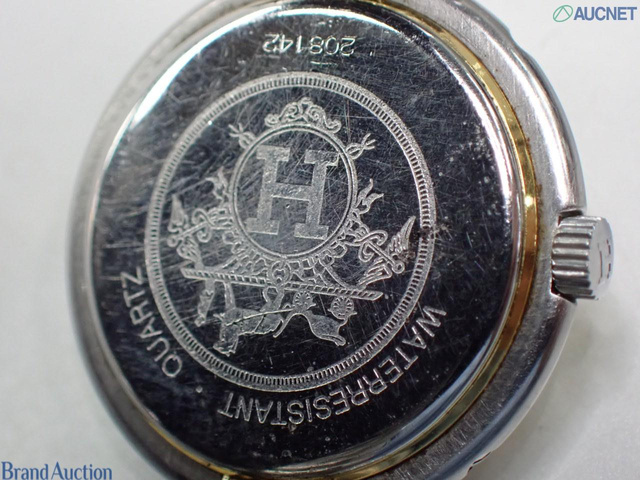 AUCNET
208142
H
QUARTZ · WATERRESISTANT
Brand Auction